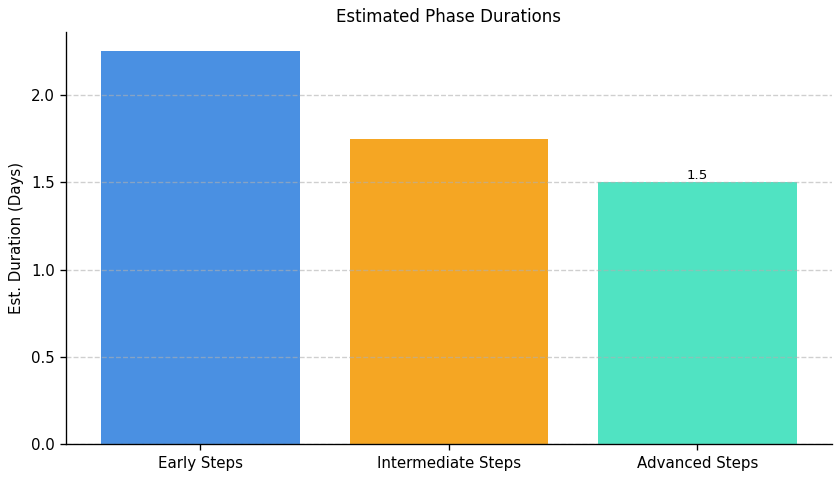 Estimated Phase Durations
Est. Duration (Days)
2.0
1.5
1.0
0.5
0.0
1.5
Early Steps
Intermediate Steps
Advanced Steps